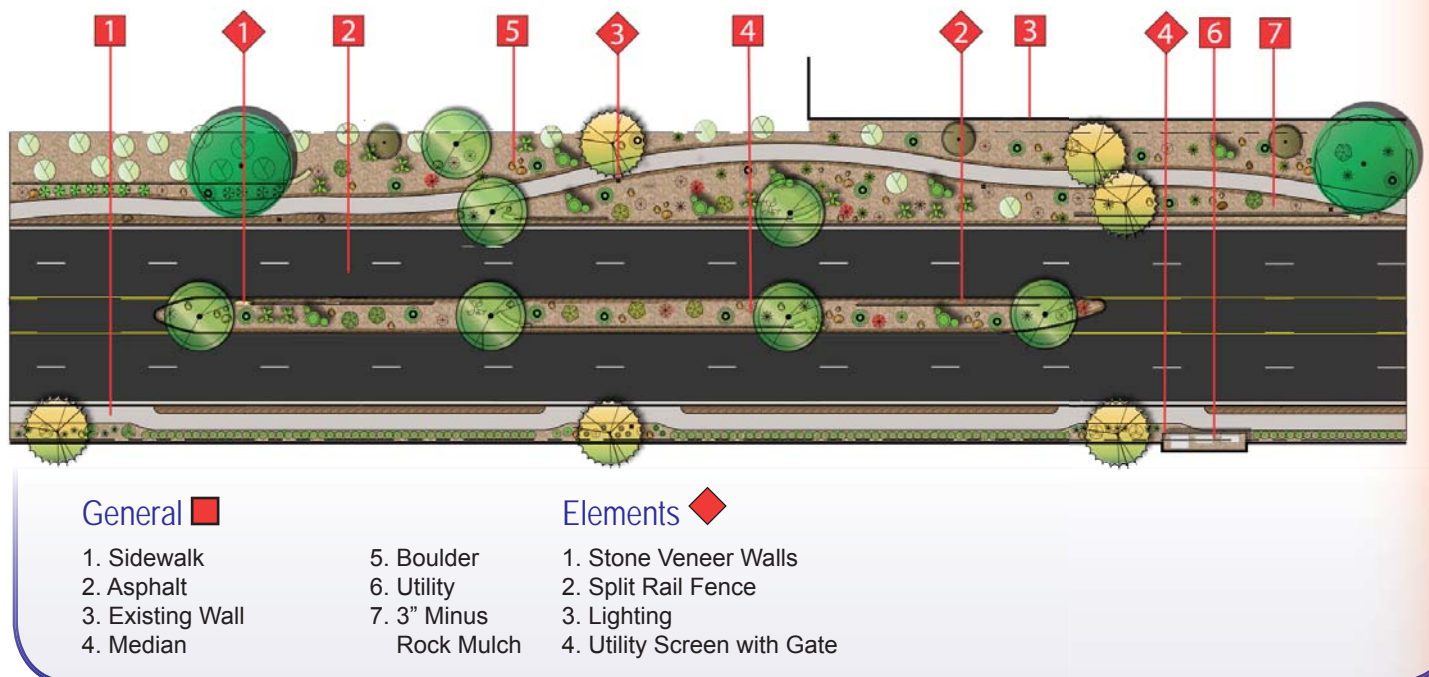 1 1 2 5 3 4 2 3 4 6 7
General
1. Sidewalk
2. Asphalt
3. Existing Wall
4. Median
5. Boulder
6. Utility
7. 3” Minus
Rock Mulch
Elements
1. Stone Veneer Walls
2. Split Rail Fence
3. Lighting
4. Utility Screen with Gate